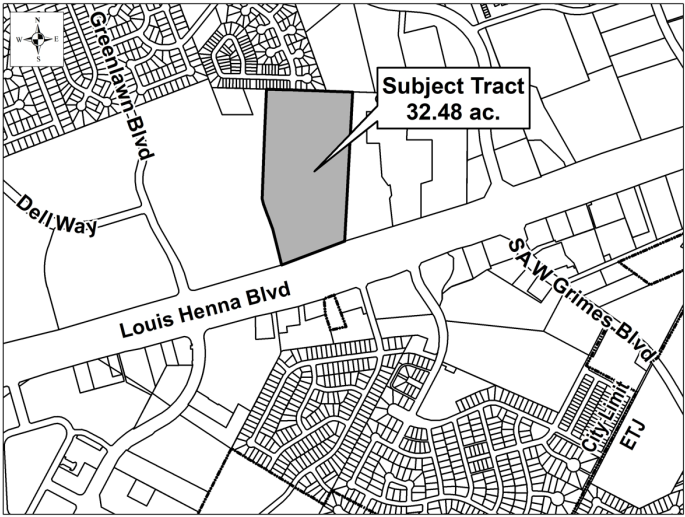 N
W E
S
Greenlawn Blvd
Subject Tract
32.48 ac.
Dell Way
Louis Henna Blvd
S A W Grimes Blvd
City Limit
ETJ